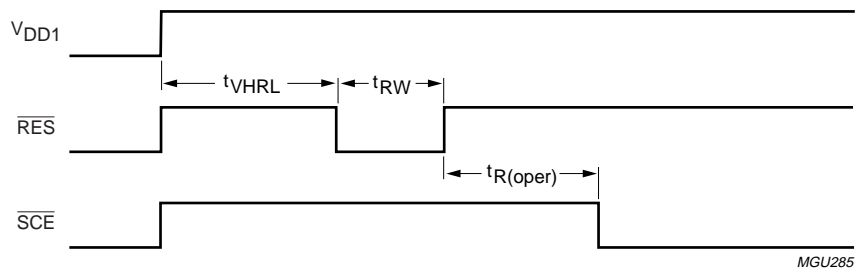 VDD1
tVHRL
tRW
RES
tR(oper)
SCE
MGU285